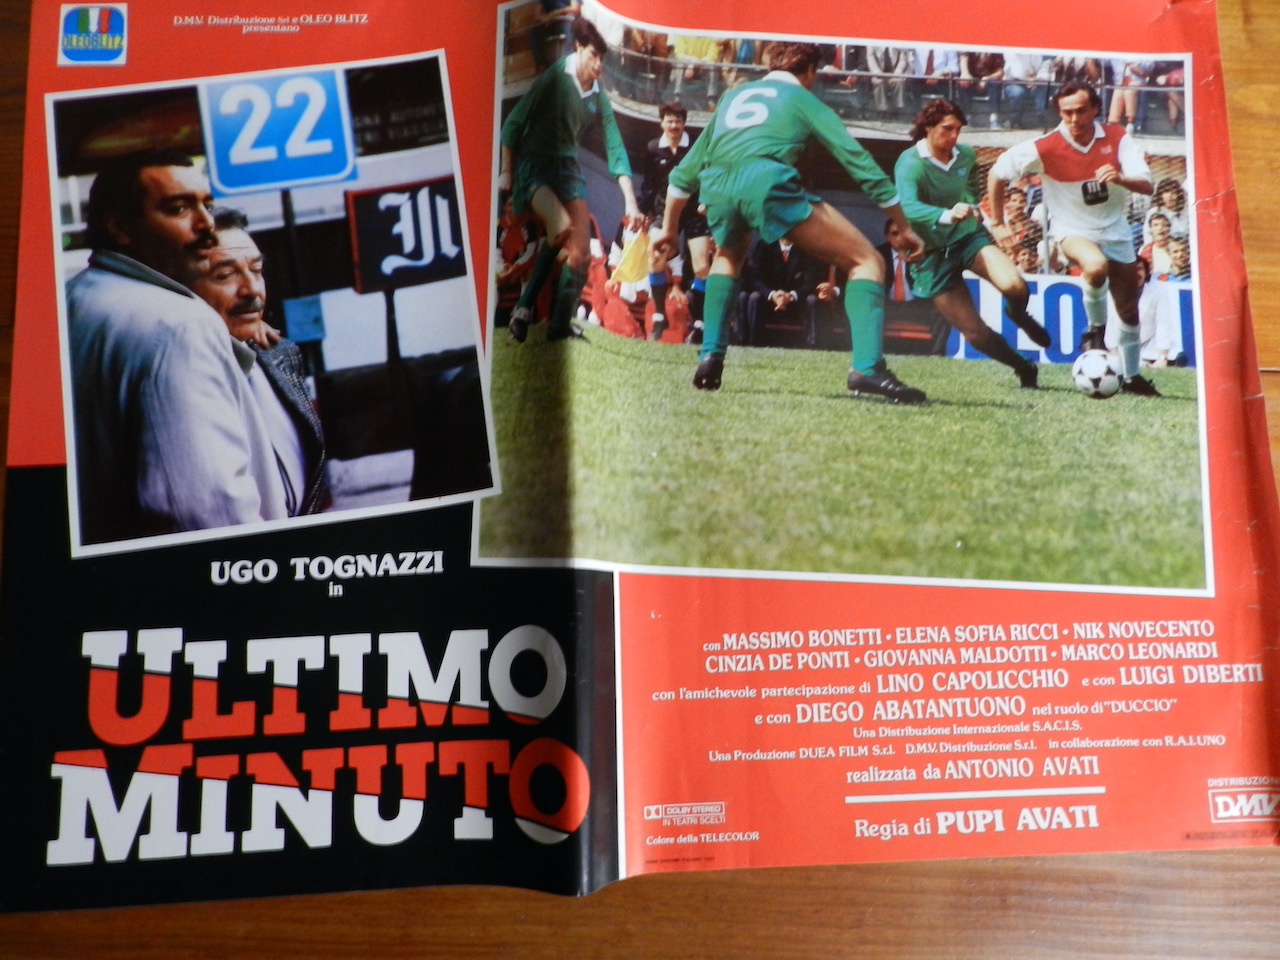 OLEOBLITZ
D.M.V. Distribuzione Srl e OLEO BLITZ
presentano
22
6
OLEO
UGO TOGNAZZI
in
ULTIMO
MINUTO
con MASSIMO BONETTI • ELENA SOFIA RICCI • NIK NOVECENTO
CINZIA DE PONTI • GIOVANNA MALDOTTI • MARCO LEONARDI
con l'amichevole partecipazione di LINO CAPOLICCHIO e con LUIGI DIBERTI
e con DIEGO ABATANTUONO nel ruolo di "DUCCIO"
Una Distribuzione Internazionale S.A.C.I.S.
Una Produzione DUEA FILM S.r.l. D.M.V. Distribuzione S.r.l. in collaborazione con R.A.I. UNO
realizzata da ANTONIO AVATI
Regia di PUPI AVATI
DOLBY STEREO
IN TEATRI SCELTI
Colore della TELECOLOR
DISTRIBUZION
DMV